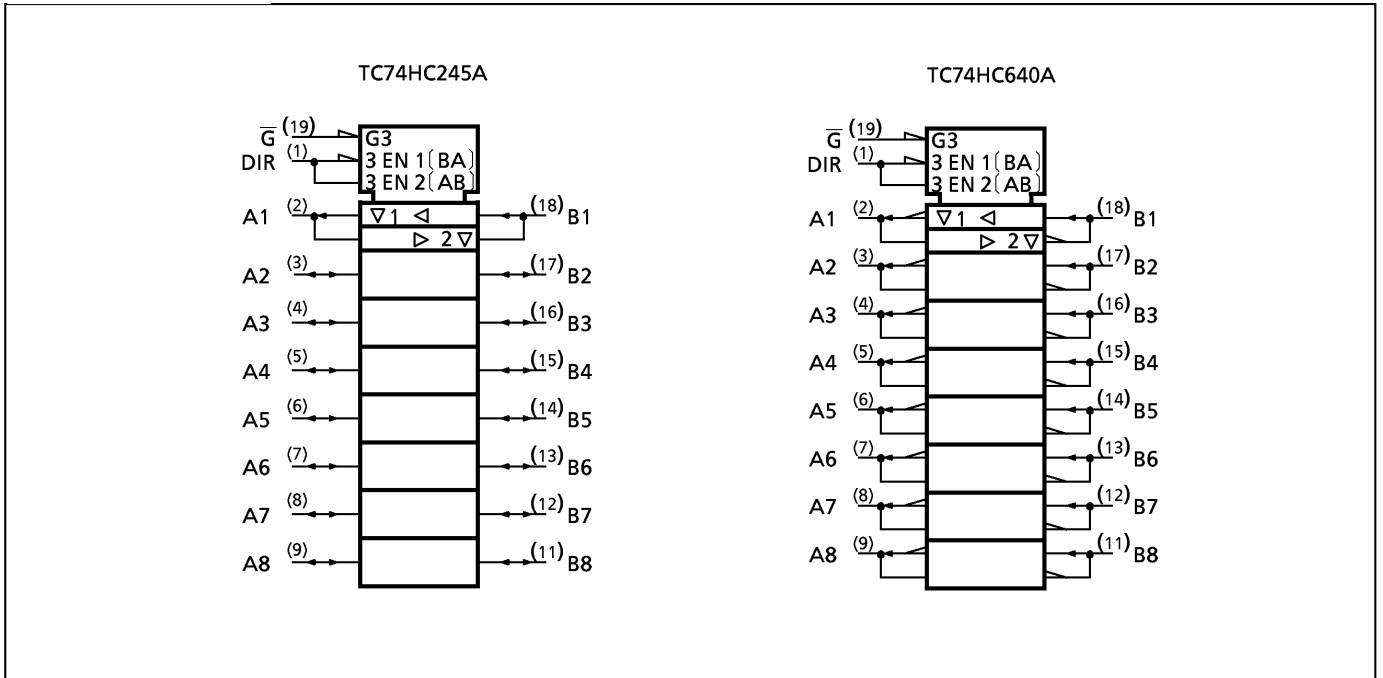 TC74HC245A
G̅ (19) G3
DIR (1) 3 EN 1 [BA]
3 EN 2 [AB]
A1 (2) ▽ 1 ◁ (18) B1
▷ 2 ▽
A2 (3) (17) B2
A3 (4) (16) B3
A4 (5) (15) B4
A5 (6) (14) B5
A6 (7) (13) B6
A7 (8) (12) B7
A8 (9) (11) B8
TC74HC640A
G̅ (19) G3
DIR (1) 3 EN 1 [BA]
3 EN 2 [AB]
A1 (2) ▽ 1 ◁ (18) B1
▷ 2 ▽
A2 (3) (17) B2
A3 (4) (16) B3
A4 (5) (15) B4
A5 (6) (14) B5
A6 (7) (13) B6
A7 (8) (12) B7
A8 (9) (11) B8